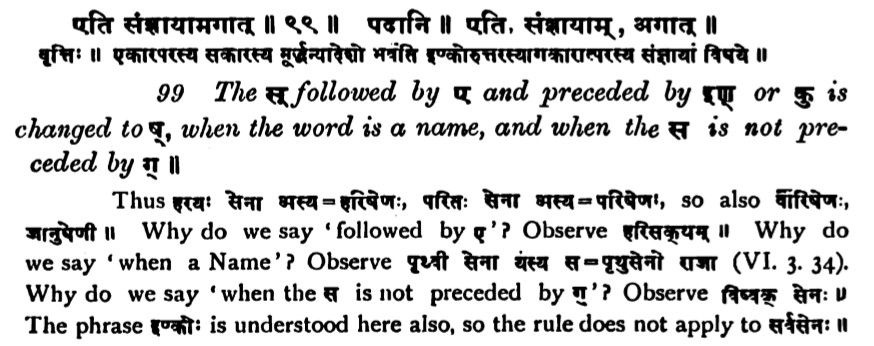 एति संज्ञायामगात् ॥ ९९ ॥ पदानि ॥ एति, संज्ञायाम्, अगात् ॥
वृत्तिः ॥ एकारपरस्य सकारस्य मूर्द्धन्यादेशो भवति इण्कोरुत्तरस्यागकारात्परस्य संज्ञायां विषये ॥
99 The स् followed by ए and preceded by इण् or कु is
changed to ष्, when the word is a name, and when the स is not pre-
ceded by ग् ॥
Thus हरयः सेना अस्य=हरिषेणः, परितः सेना अस्य=परिषेणः, so also वारिषेणः,
जानुषेणी ॥ Why do we say 'followed by ए'? Observe हरिसक्थम् ॥ Why do
we say 'when a Name'? Observe पृथ्वी सेना यस्य स=पृथुसेनो राजा (VI. 3. 34).
Why do we say 'when the स is not preceded by ग्'? Observe विष्वक् सेनः ॥
The phrase इण्कोः is understood here also, so the rule does not apply to सर्वसेनः ॥